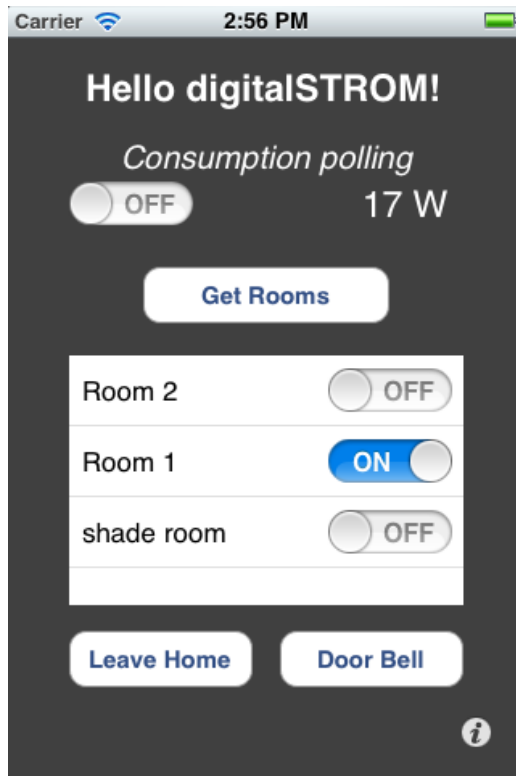 Carrier 2:56 PM
Hello digitalSTROM!
Consumption polling
OFF 17 W
Get Rooms
Room 2 OFF
Room 1 ON
shade room OFF
Leave Home Door Bell
i